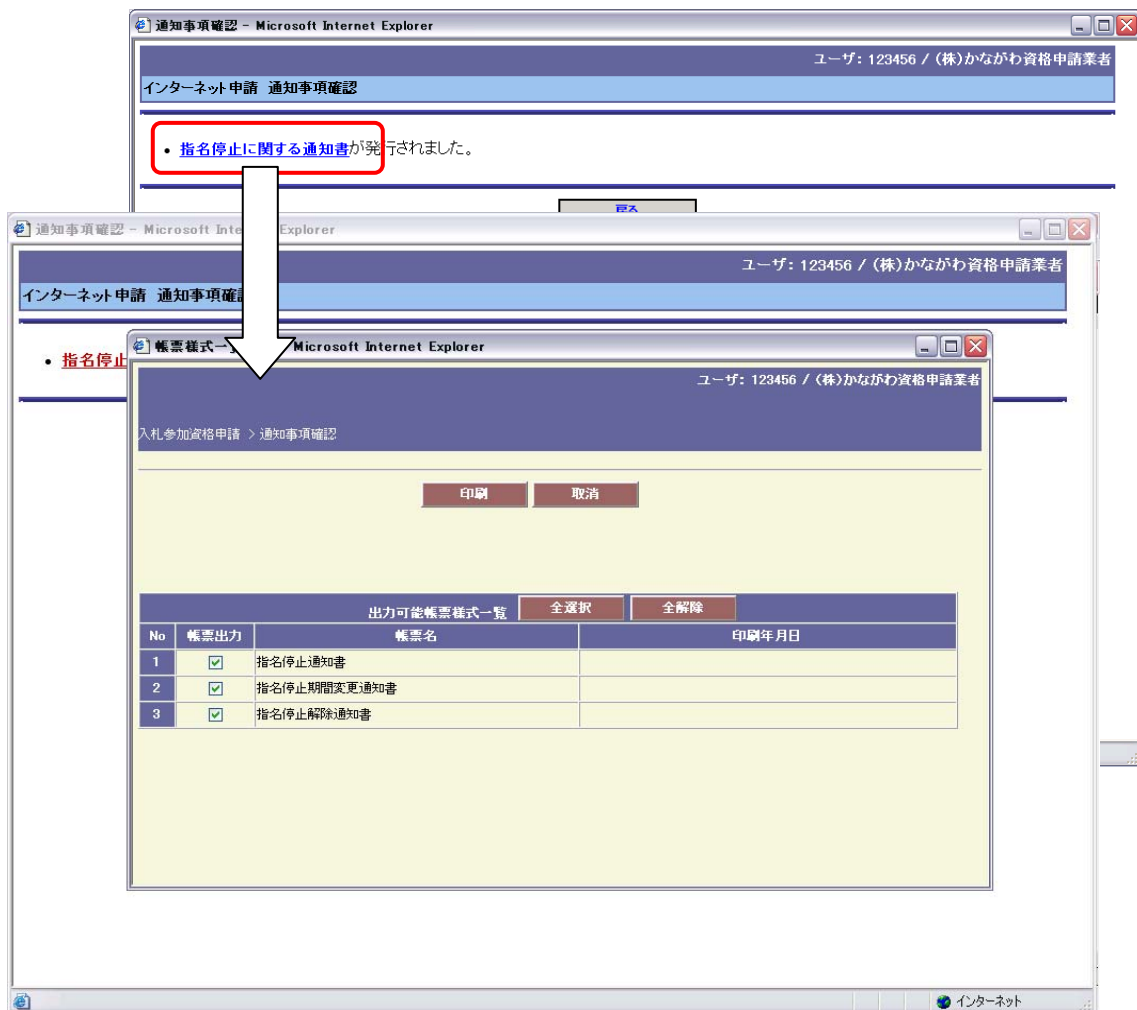 通知事項確認 - Microsoft Internet Explorer
ユーザ: 123456 / (株)かながわ資格申請業者
インターネット申請 通知事項確認
• 指名停止に関する通知書が発行されました。
戻る
通知事項確認 - Microsoft Inte Explorer
ユーザ: 123456 / (株)かながわ資格申請業者
インターネット申請 通知事項確
• 指名停止
帳票様式一 Microsoft Internet Explorer
ユーザ: 123456 / (株)かながわ資格申請業者
入札参加資格申請 > 通知事項確認
印刷 取消
出力可能帳票様式一覧 全選択 全解除
No 帳票出力 帳票名 印刷年月日
1 指名停止通知書
2 指名停止期間変更通知書
3 指名停止解除通知書
インターネット